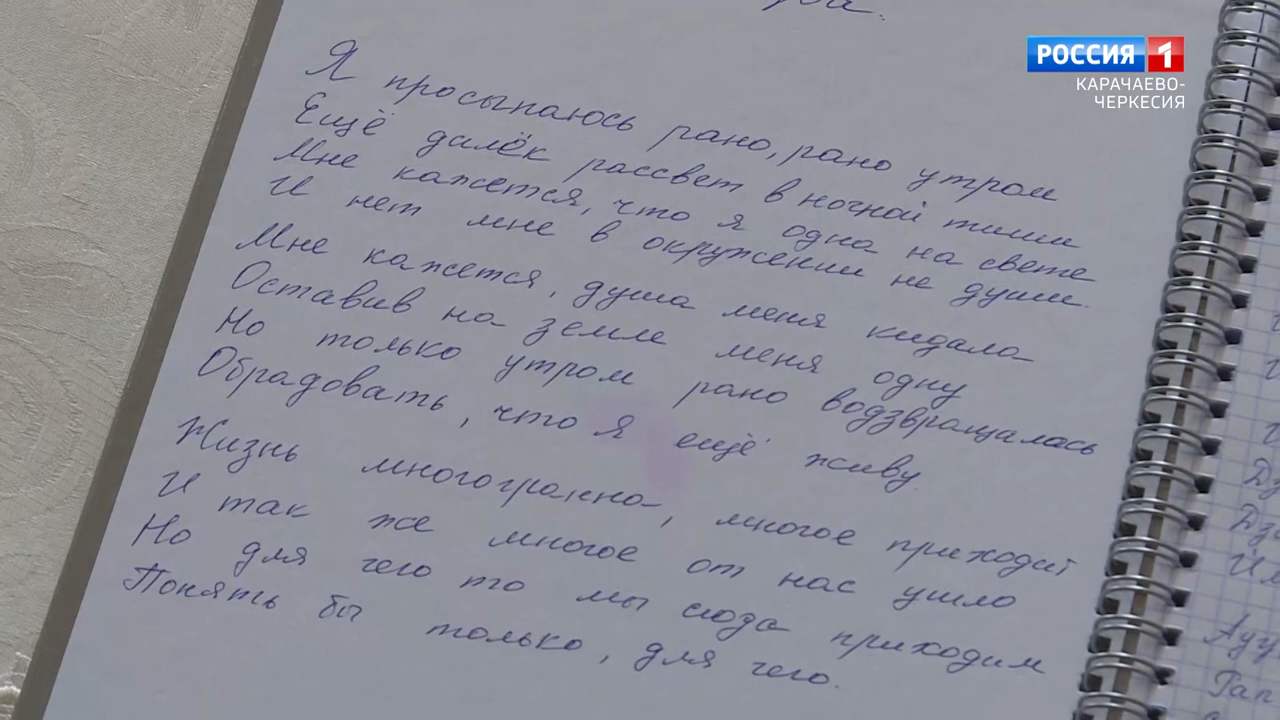 РОССИЯ 1
КАРАЧАЕВО-
ЧЕРКЕСИЯ
Я просыпаюсь рано, рано утром
Ещё далёк рассвет в ночной тиши
Мне кажется, что я одна на свете
И нет мне в окружении не души.
Мне кажется, душа меня кидала
Оставив на земле меня одну
Но только утром рано водзвращалась
Обрадовать, что я ещё живу.
Жизнь многогранна, многое приходит
И так же многое от нас ушло
Но для чего то мы сюда приходим
Понять бы только, для чего.